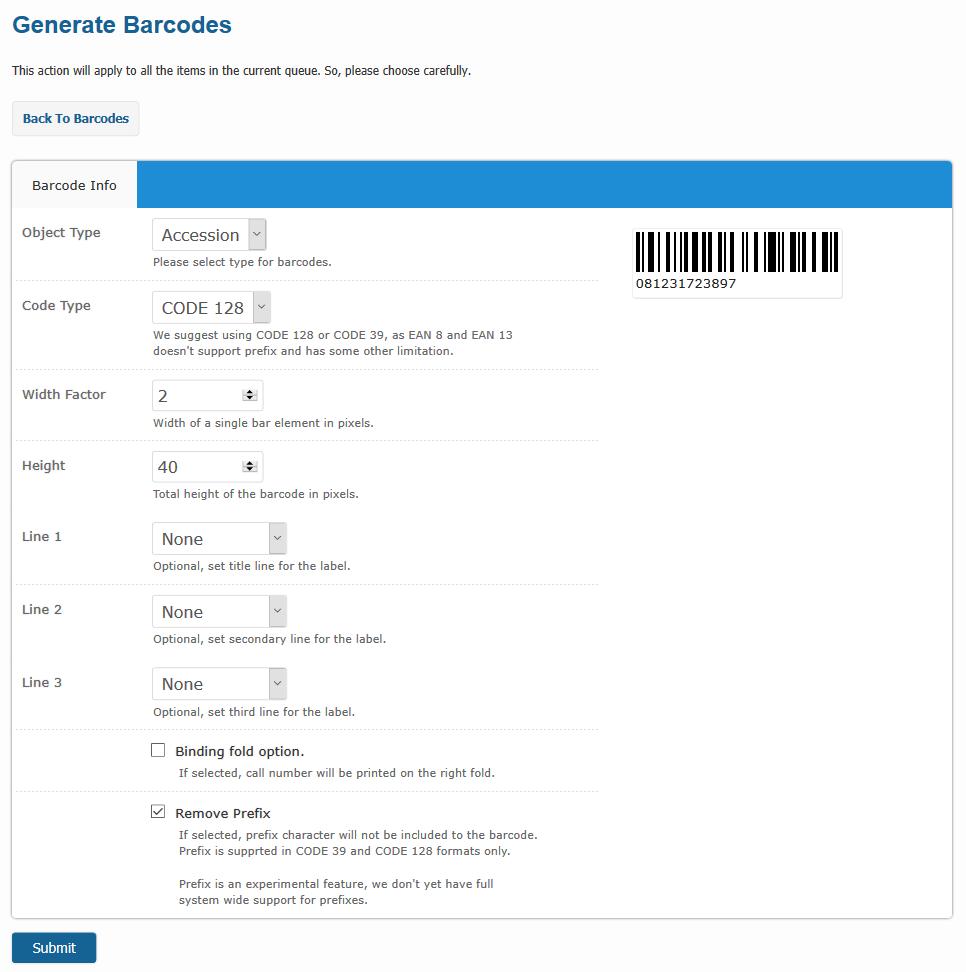 Generate Barcodes
This action will apply to all the items in the current queue. So, please choose carefully.
Back To Barcodes
Barcode Info
Object Type
Accession
Please select type for barcodes.
081231723897
Code Type
CODE 128
We suggest using CODE 128 or CODE 39, as EAN 8 and EAN 13
doesn't support prefix and has some other limitation.
Width Factor
2
Width of a single bar element in pixels.
Height
40
Total height of the barcode in pixels.
Line 1
None
Optional, set title line for the label.
Line 2
None
Optional, set secondary line for the label.
Line 3
None
Optional, set third line for the label.
Binding fold option.
If selected, call number will be printed on the right fold.
Remove Prefix
If selected, prefix character will not be included to the barcode.
Prefix is supprted in CODE 39 and CODE 128 formats only.
Prefix is an experimental feature, we don't yet have full
system wide support for prefixes.
Submit